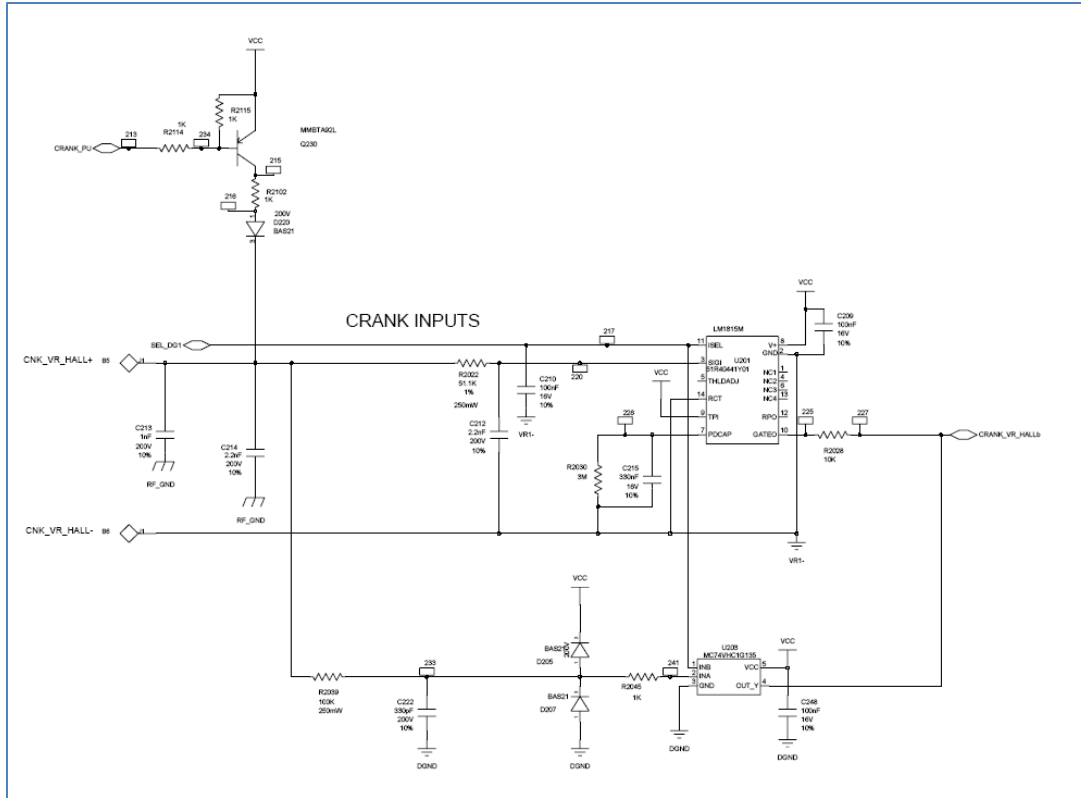 VCC
R2115
1K
1K
R2114
213
234
CRANK_PU
MMBTA92L
Q230
215
R2102
1K
216
200V
D220
BAS21
1
3
CRANK INPUTS
SEL_DG1
217
CNK_VR_HALL+
B5
J1
R2022
51.1K
1%
250mW
C210
100nF
16V
10%
VR1-
220
C213
1nF
200V
10%
RF_GND
C214
2.2nF
200V
10%
RF_GND
C212
2.2nF
200V
10%
VCC
228
R2030
3M
C215
330nF
16V
10%
LM1815M
U201
51R40441Y01
11 ISEL
3 SIGI
5 THLDADJ
14 RCT
9 TPI
7 PDCAP
V+ 8
GND 2
NC1 1
NC2 4
NC3 6
NC4 13
RPO 12
GATEO 10
VCC
C209
100nF
16V
10%
225
227
R2028
10K
CRANK_VR_HALLb
CNK_VR_HALL-
B6
J1
VR1-
VCC
BAS21
200V
D205
BAS21
D207
DGND
R2039
100K
250mW
233
C222
330pF
200V
10%
DGND
R2045
1K
241
U203
MC74VHC1G135
1 INB
2 INA
3 GND
VCC 5
OUT_Y 4
DGND
VCC
C248
100nF
16V
10%
DGND